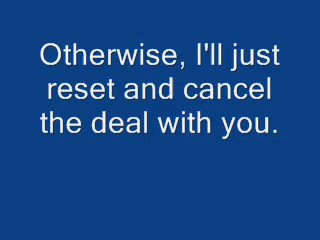 Otherwise, I'll just
reset and cancel
the deal with you.